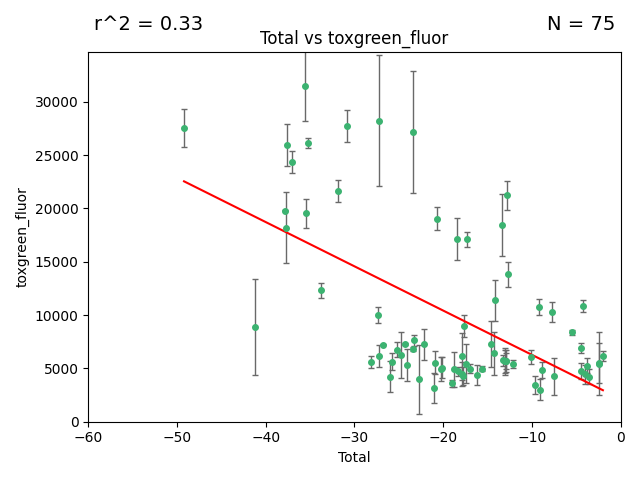 r^2 = 0.33
N = 75
Total vs toxgreen_fluor
toxgreen_fluor
30000
25000
20000
15000
10000
5000
0
−60
−50
−40
−30
−20
−10
0
Total